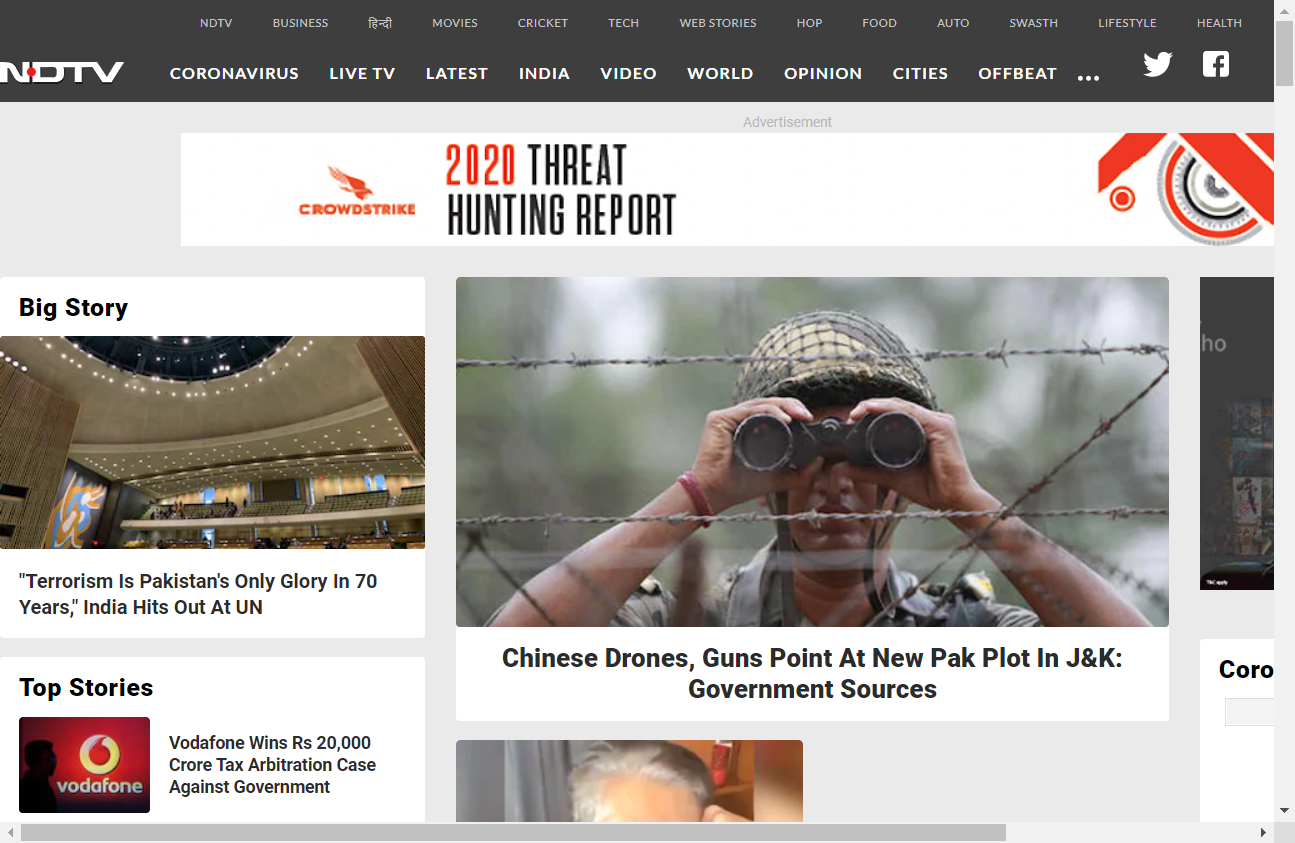 NDTV BUSINESS हिन्दी MOVIES CRICKET TECH WEB STORIES HOP FOOD AUTO SWASTH LIFESTYLE HEALTH
NDTV CORONAVIRUS LIVE TV LATEST INDIA VIDEO WORLD OPINION CITIES OFFBEAT ...
Advertisement
CROWDSTRIKE
2020 THREAT
HUNTING REPORT
Big Story
"Terrorism Is Pakistan's Only Glory In 70
Years," India Hits Out At UN
Top Stories
vodafone
Vodafone Wins Rs 20,000
Crore Tax Arbitration Case
Against Government
Chinese Drones, Guns Point At New Pak Plot In J&K:
Government Sources
ho
T&C apply
Coro